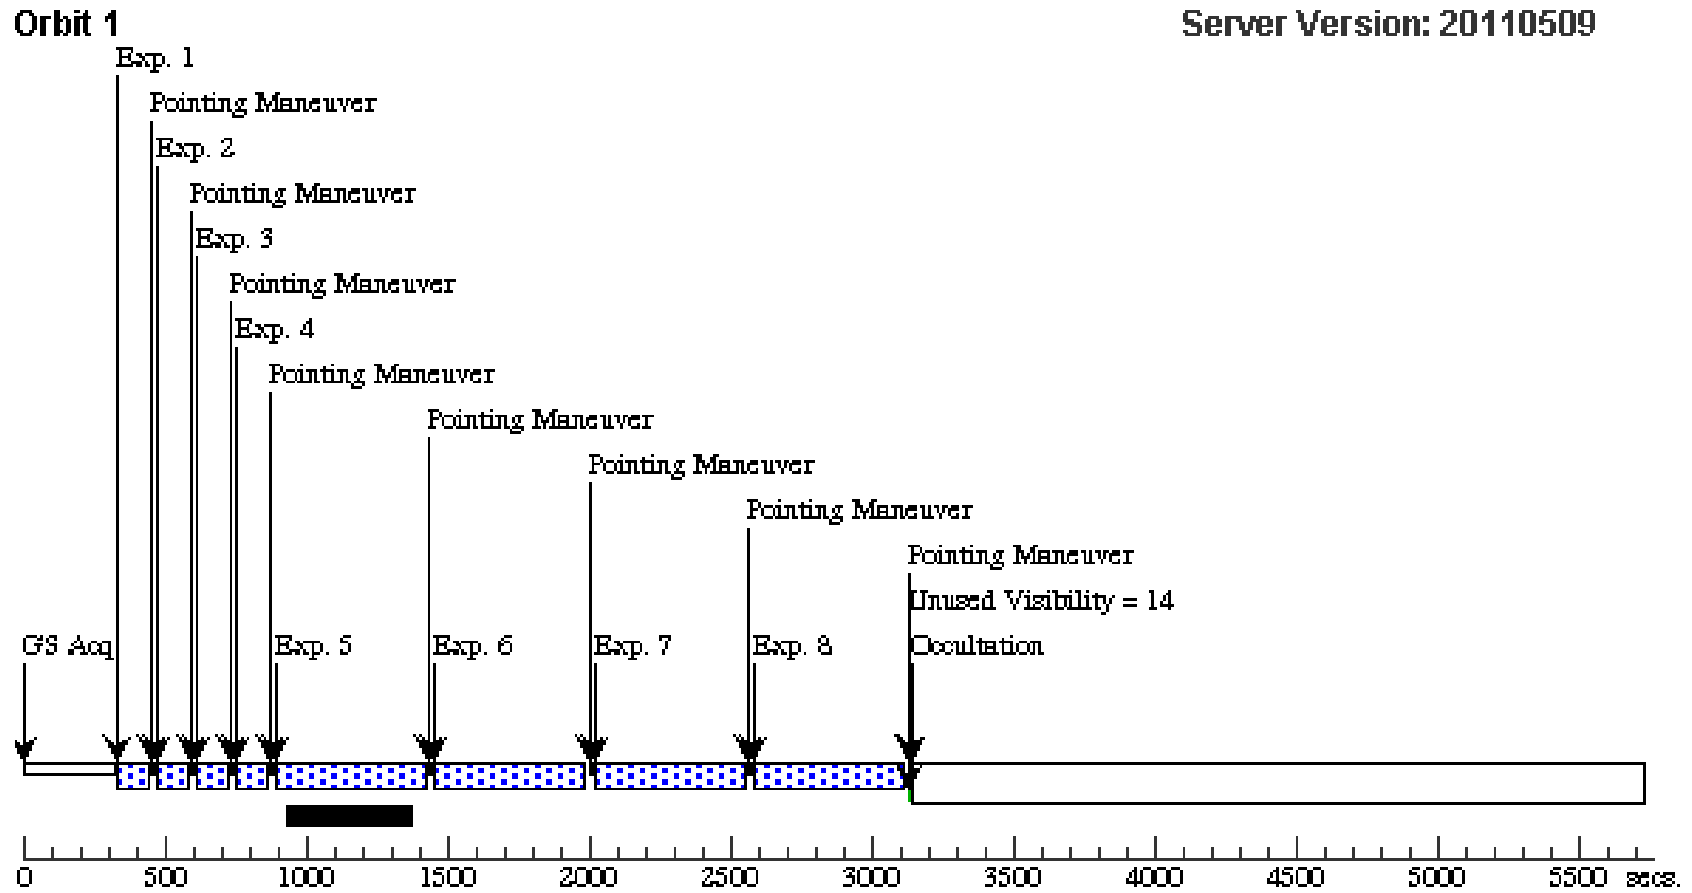 Orbit 1
Server Version: 20110509
Exp. 1
Pointing Maneuver
Exp. 2
Pointing Maneuver
Exp. 3
Pointing Maneuver
Exp. 4
Pointing Maneuver
Pointing Maneuver
Pointing Maneuver
Pointing Maneuver
Pointing Maneuver
Unused Visibility = 14
GS Acq Exp. 5 Exp. 6 Exp. 7 Exp. 8 Occultation
0 500 1000 1500 2000 2500 3000 3500 4000 4500 5000 5500 secs.